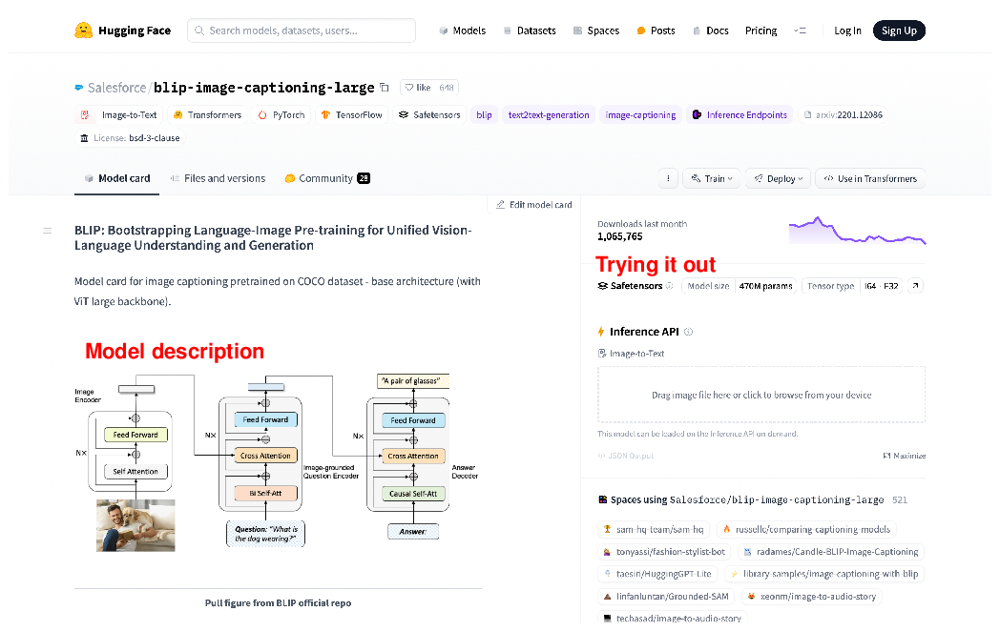 Hugging Face
Search models, datasets, users...
Models
Datasets
Spaces
Posts
Docs
Pricing
Log In
Sign Up
Salesforce/blip-image-captioning-large
like 648
Image-to-Text
Transformers
PyTorch
TensorFlow
Safetensors
blip
text2text-generation
image-captioning
Inference Endpoints
arxiv:2201.12086
License: bsd-3-clause
Model card
Files and versions
Community 28
Train
Deploy
Use in Transformers
Edit model card
BLIP: Bootstrapping Language-Image Pre-training for Unified Vision-
Language Understanding and Generation
Model card for image captioning pretrained on COCO dataset - base architecture (with
ViT large backbone).
Model description
Image
Encoder
N×
Feed Forward
Self Attention
N×
Feed Forward
Cross Attention
Bi Self-Att
Image-grounded
Question Encoder
Question: "What is
the dog wearing?"
"A pair of glasses"
N×
Feed Forward
Cross Attention
Causal Self-Att
Answer
Decoder
Answer:
Pull figure from BLIP official repo
Downloads last month
1,065,765
Trying it out
Safetensors
Model size 470M params
Tensor type I64 · F32
Inference API
Image-to-Text
Drag image file here or click to browse from your device
This model can be loaded on the Inference API on-demand.
JSON Output
Maximize
Spaces using Salesforce/blip-image-captioning-large 521
sam-hq-team/sam-hq
russellc/comparing-captioning-models
tonyassi/fashion-stylist-bot
radames/Candle-BLIP-Image-Captioning
taesiri/HuggingGPT-Lite
library-samples/image-captioning-with-blip
linfanluntan/Grounded-SAM
xeonm/image-to-audio-story
techasad/image-to-audio-story